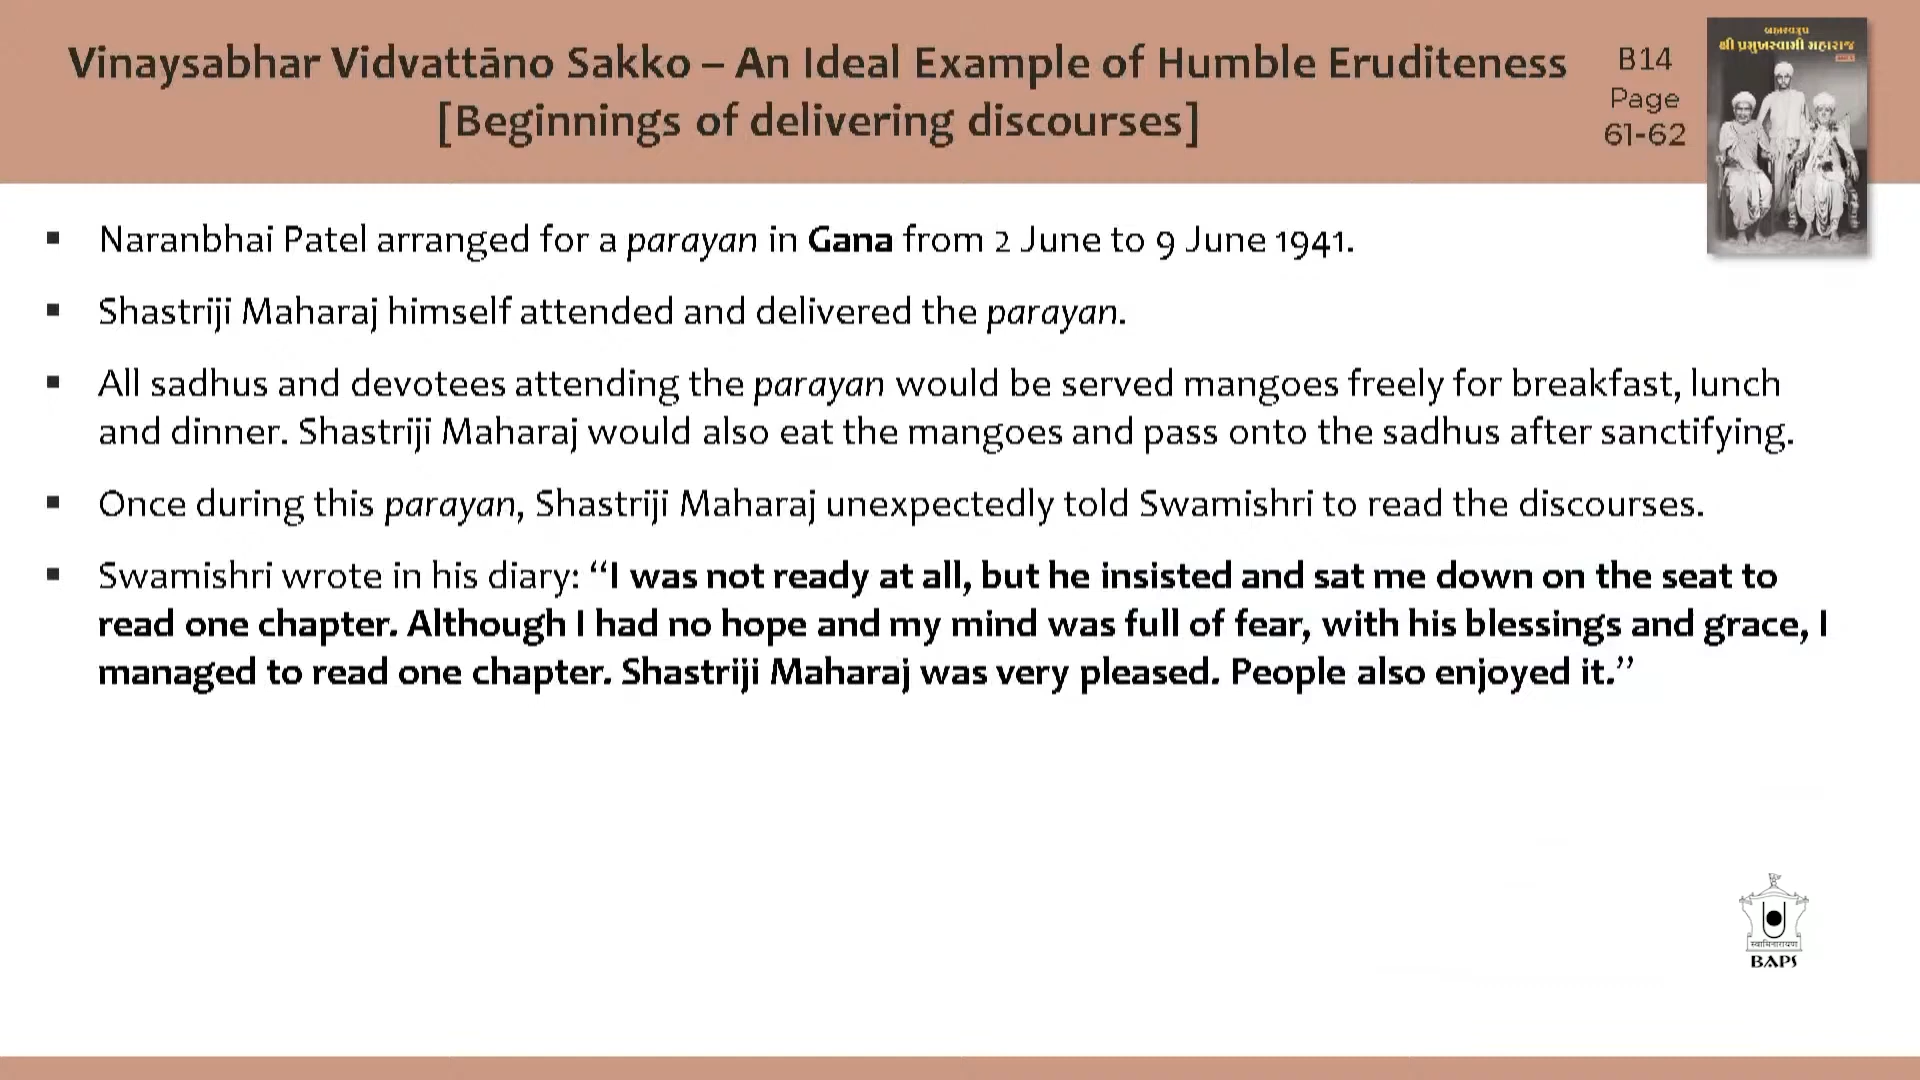 Vinaysabhar Vidvattāno Sakko – An Ideal Example of Humble Eruditeness
[Beginnings of delivering discourses]
B14
Page
61-62
બ્રહ્મસ્વરૂપ
શ્રી પ્રમુખસ્વામી મહારાજ
▪ Naranbhai Patel arranged for a parayan in Gana from 2 June to 9 June 1941.
▪ Shastriji Maharaj himself attended and delivered the parayan.
▪ All sadhus and devotees attending the parayan would be served mangoes freely for breakfast, lunch
and dinner. Shastriji Maharaj would also eat the mangoes and pass onto the sadhus after sanctifying.
▪ Once during this parayan, Shastriji Maharaj unexpectedly told Swamishri to read the discourses.
▪ Swamishri wrote in his diary: “I was not ready at all, but he insisted and sat me down on the seat to
read one chapter. Although I had no hope and my mind was full of fear, with his blessings and grace, I
managed to read one chapter. Shastriji Maharaj was very pleased. People also enjoyed it.”
स्वामिनारायण
BAPS